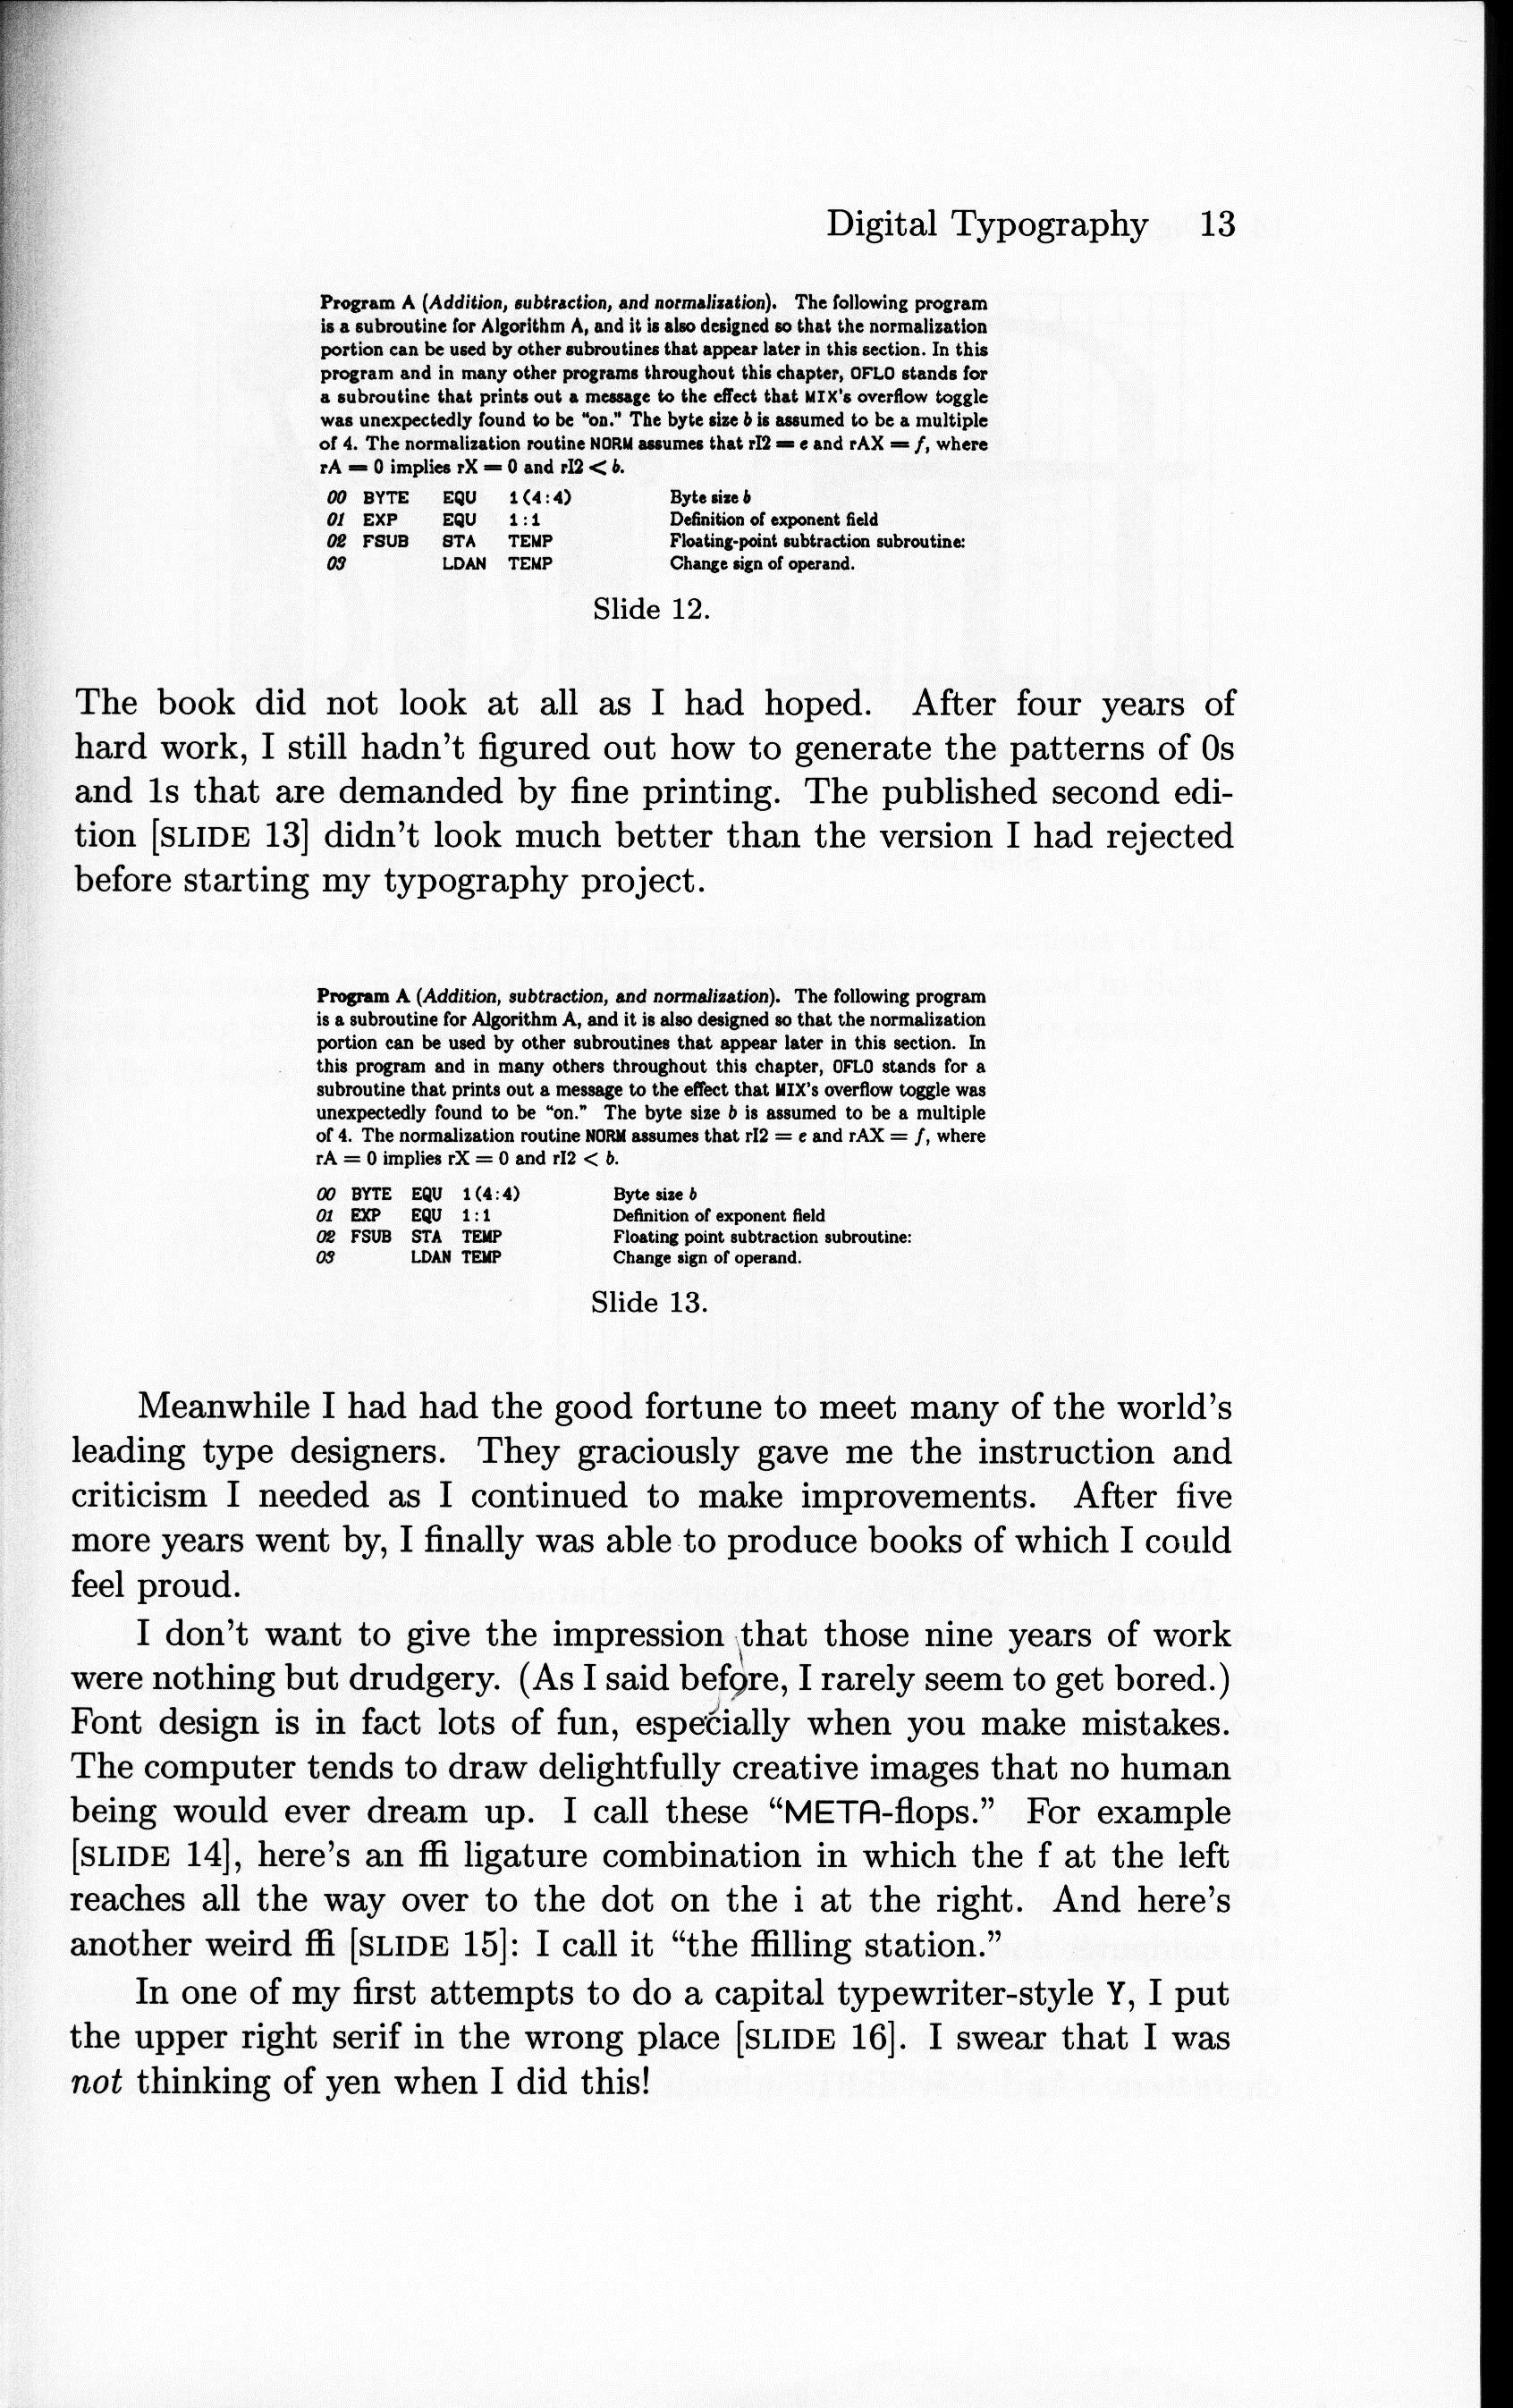 Digital Typography 13
Program A (Addition, subtraction, and normalization). The following program
is a subroutine for Algorithm A, and it is also designed so that the normalization
portion can be used by other subroutines that appear later in this section. In this
program and in many other programs throughout this chapter, OFLO stands for
a subroutine that prints out a message to the effect that MIX's overflow toggle
was unexpectedly found to be “on.” The byte size b is assumed to be a multiple
of 4. The normalization routine NORM assumes that rI2 = e and rAX = f, where
rA = 0 implies rX = 0 and rI2 < b.
00 BYTE EQU 1(4:4) Byte size b
01 EXP EQU 1:1 Definition of exponent field
02 FSUB STA TEMP Floating-point subtraction subroutine:
03 LDAN TEMP Change sign of operand.
Slide 12.
The book did not look at all as I had hoped. After four years of
hard work, I still hadn't figured out how to generate the patterns of 0s
and 1s that are demanded by fine printing. The published second edi-
tion [SLIDE 13] didn't look much better than the version I had rejected
before starting my typography project.
Program A (Addition, subtraction, and normalization). The following program
is a subroutine for Algorithm A, and it is also designed so that the normalization
portion can be used by other subroutines that appear later in this section. In
this program and in many others throughout this chapter, OFLO stands for a
subroutine that prints out a message to the effect that MIX's overflow toggle was
unexpectedly found to be “on.” The byte size b is assumed to be a multiple
of 4. The normalization routine NORM assumes that rI2 = e and rAX = f, where
rA = 0 implies rX = 0 and rI2 < b.
00 BYTE EQU 1(4:4) Byte size b
01 EXP EQU 1:1 Definition of exponent field
02 FSUB STA TEMP Floating point subtraction subroutine:
03 LDAN TEMP Change sign of operand.
Slide 13.
Meanwhile I had had the good fortune to meet many of the world's
leading type designers. They graciously gave me the instruction and
criticism I needed as I continued to make improvements. After five
more years went by, I finally was able to produce books of which I could
feel proud.
I don't want to give the impression that those nine years of work
were nothing but drudgery. (As I said before, I rarely seem to get bored.)
Font design is in fact lots of fun, especially when you make mistakes.
The computer tends to draw delightfully creative images that no human
being would ever dream up. I call these “META-flops.” For example
[SLIDE 14], here's an ffi ligature combination in which the f at the left
reaches all the way over to the dot on the i at the right. And here's
another weird ffi [SLIDE 15]: I call it “the ffilling station.”
In one of my first attempts to do a capital typewriter-style Y, I put
the upper right serif in the wrong place [SLIDE 16]. I swear that I was
not thinking of yen when I did this!